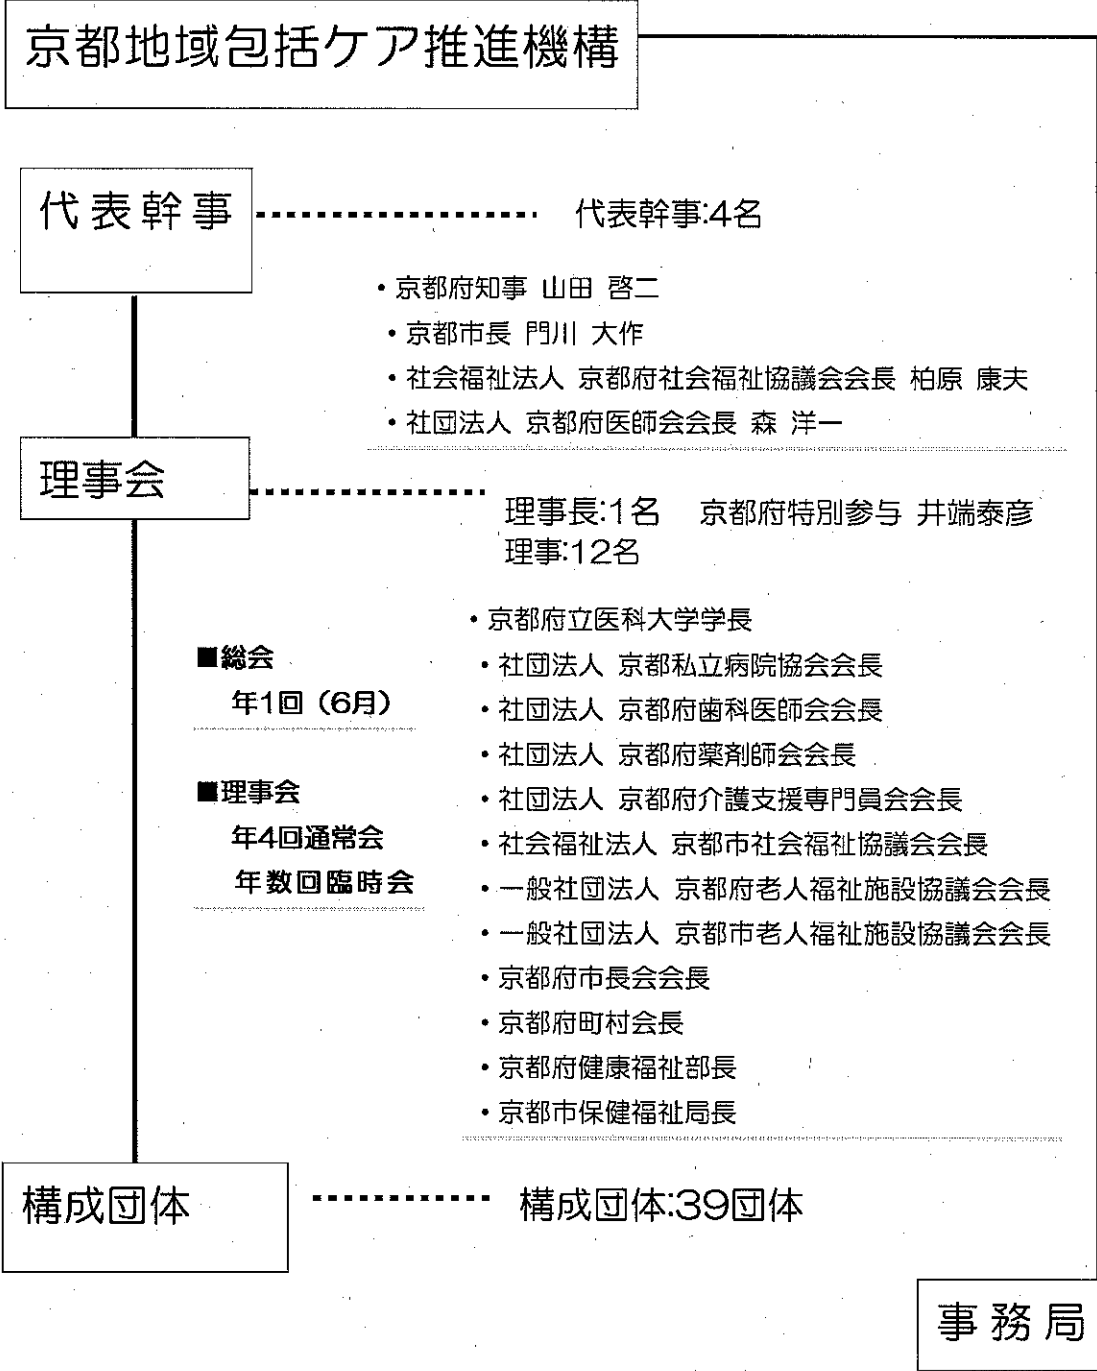 京都地域包括ケア推進機構
代表幹事
代表幹事:4名
・京都府知事 山田 啓二
・京都市長 門川 大作
・社会福祉法人 京都府社会福祉協議会会長 柏原 康夫
・社団法人 京都府医師会会長 森 洋一
理事会
理事長:1名 京都府特別参与 井端泰彦
理事:12名
・京都府立医科大学学長
・社団法人 京都私立病院協会会長
・社団法人 京都府歯科医師会会長
・社団法人 京都府薬剤師会会長
・社団法人 京都府介護支援専門員会会長
・社会福祉法人 京都市社会福祉協議会会長
・一般社団法人 京都府老人福祉施設協議会会長
・一般社団法人 京都市老人福祉施設協議会会長
・京都府市長会会長
・京都府町村会長
・京都府健康福祉部長
・京都市保健福祉局長
■総会
年1回（6月）
■理事会
年4回通常会
年数回臨時会
構成団体
構成団体:39団体
事務局